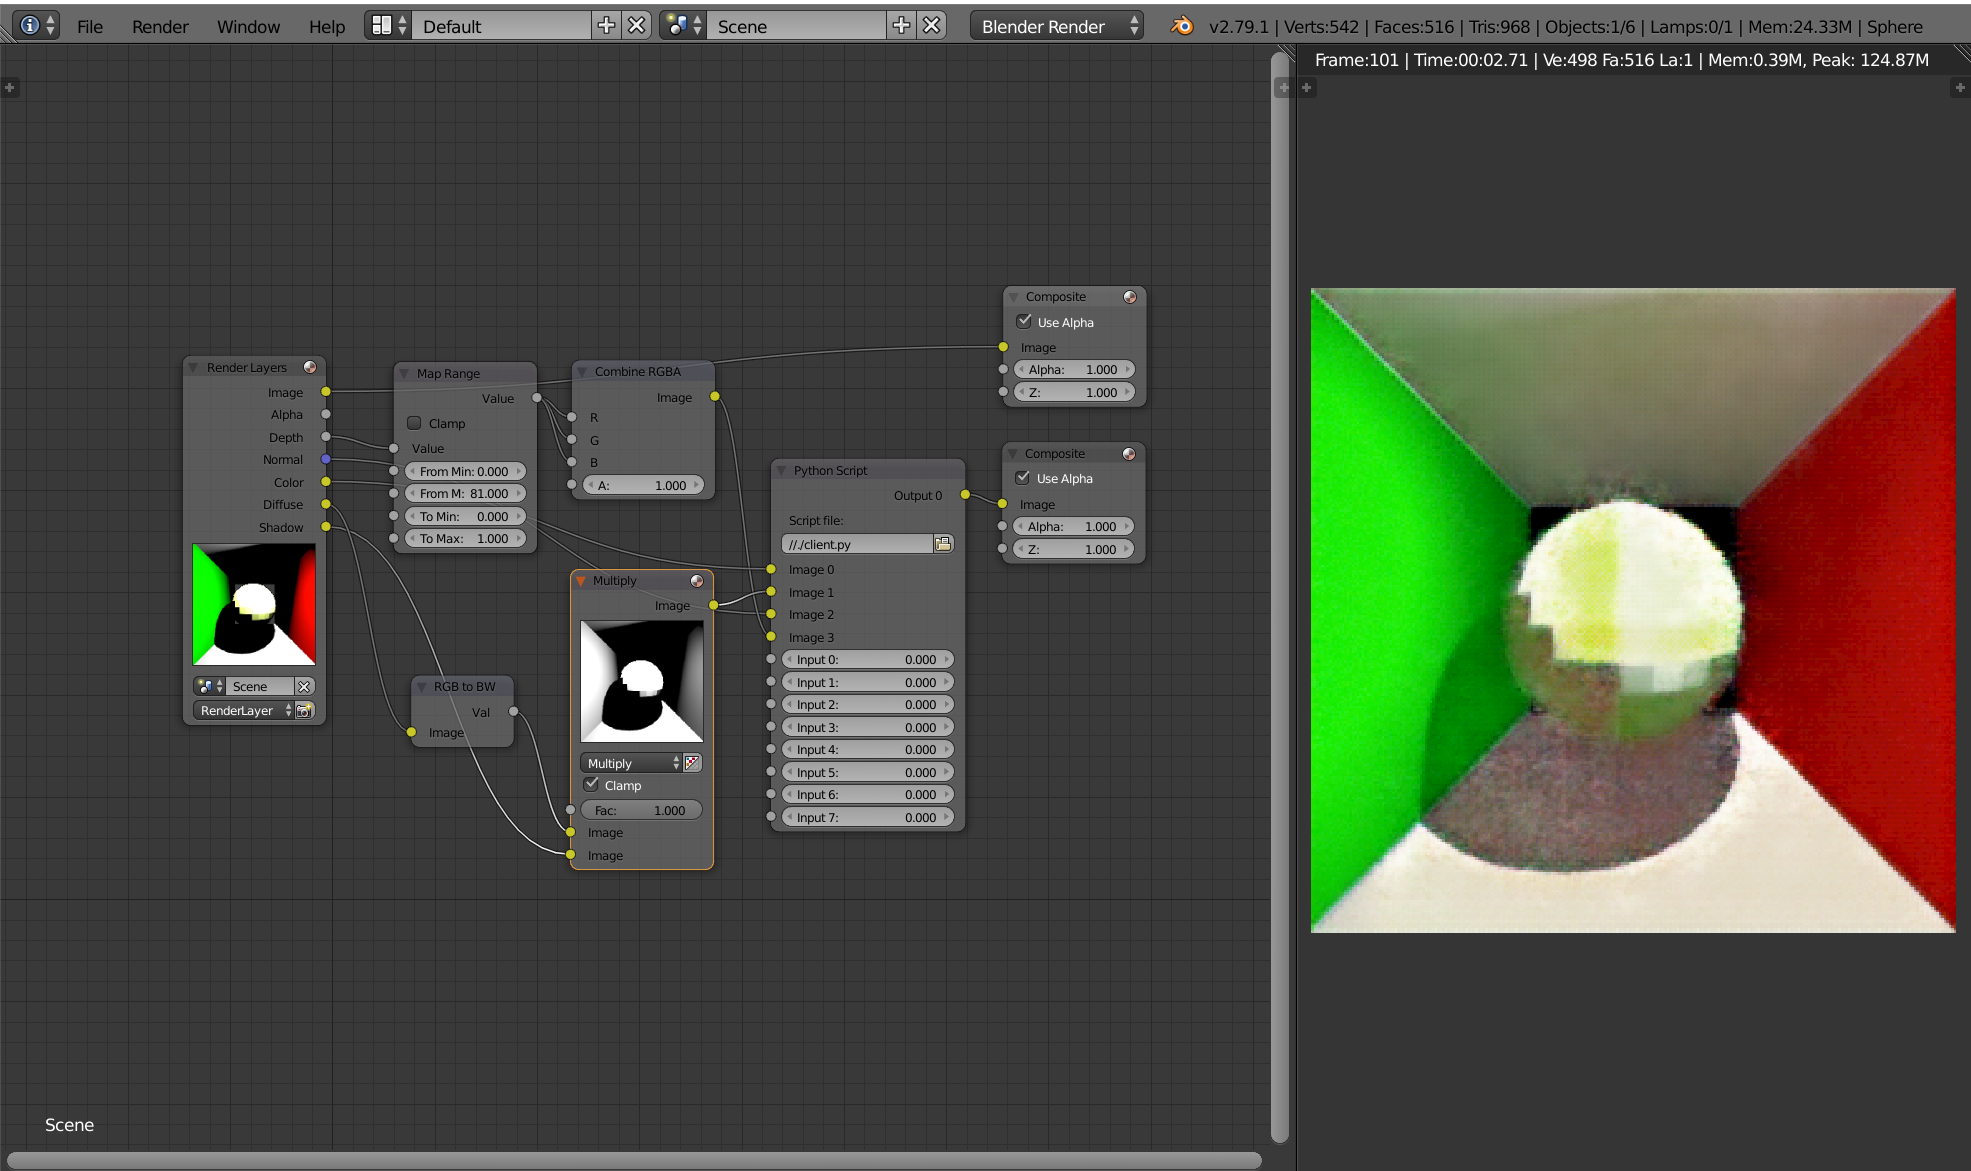 File Render Window Help Default Scene Blender Render v2.79.1 | Verts:542 | Faces:516 | Tris:968 | Objects:1/6 | Lamps:0/1 | Mem:24.33M | Sphere
Frame:101 | Time:00:02.71 | Ve:498 Fa:516 La:1 | Mem:0.39M, Peak: 124.87M
Render Layers
Image
Alpha
Depth
Normal
Color
Diffuse
Shadow
Scene
RenderLayer
Map Range
Value
Clamp
Value
From Min: 0.000
From M: 81.000
To Min: 0.000
To Max: 1.000
Combine RGBA
Image
R
G
B
A: 1.000
RGB to BW
Val
Image
Multiply
Image
Multiply
Clamp
Fac: 1.000
Image
Image
Python Script
Output 0
Script file:
//./client.py
Image 0
Image 1
Image 2
Image 3
Input 0: 0.000
Input 1: 0.000
Input 2: 0.000
Input 3: 0.000
Input 4: 0.000
Input 5: 0.000
Input 6: 0.000
Input 7: 0.000
Composite
Use Alpha
Image
Alpha: 1.000
Z: 1.000
Composite
Use Alpha
Image
Alpha: 1.000
Z: 1.000
Scene